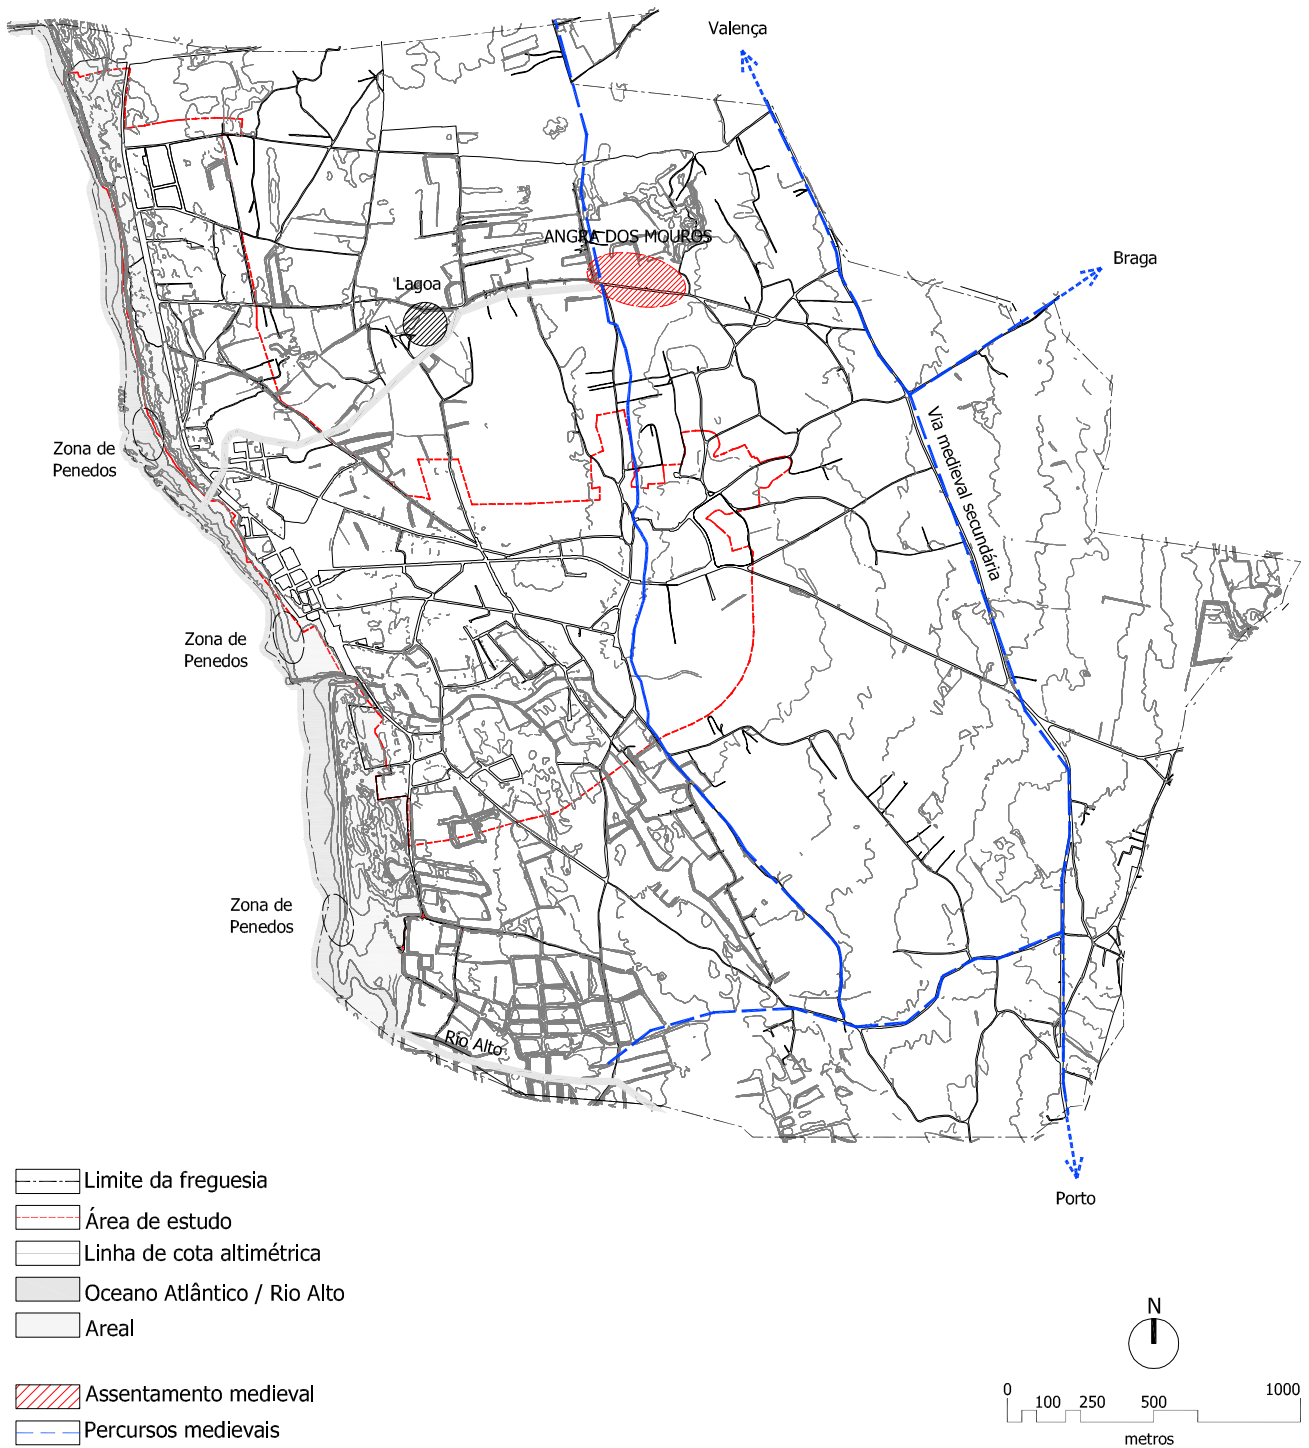 Valença
Braga
ANGRA DOS MOUROS
Lagoa
Zona de
Penedos
Via medieval secundária
Zona de
Penedos
Zona de
Penedos
Rio Alto
Porto
Limite da freguesia
Área de estudo
Linha de cota altimétrica
Oceano Atlântico / Rio Alto
Areal
Assentamento medieval
Percursos medievais
N
0 100 250 500 1000
metros